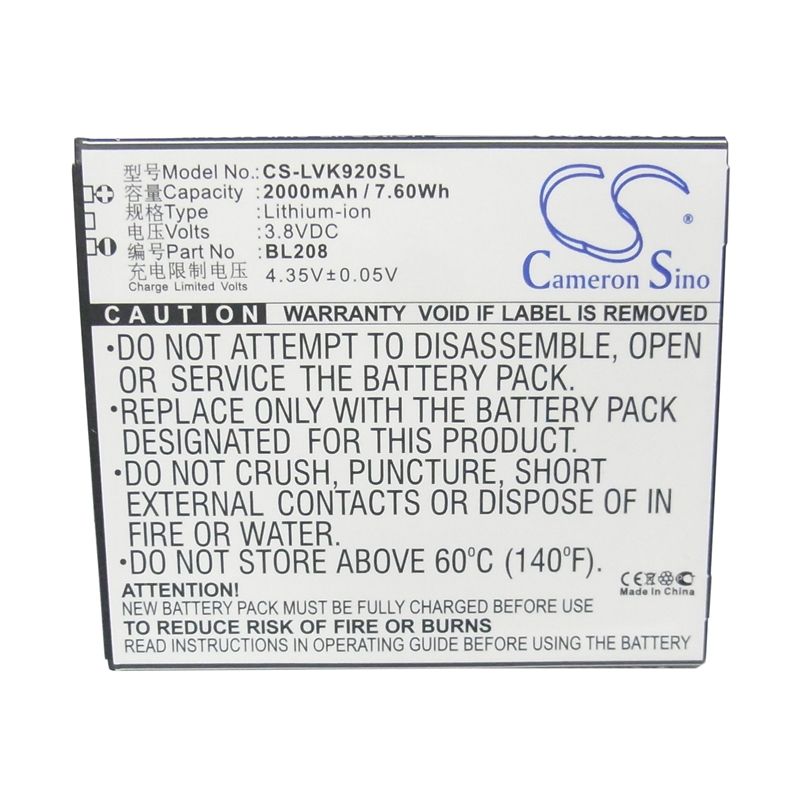 型号Model No.:CS-LVK920SL
容量Capacity :2000mAh / 7.60Wh
规格Type :Lithium-ion
电压Volts :3.8VDC
编号Part No :BL208
充电限制电压 :4.35V±0.05V
Charge Limited Volts
®
Cameron Sino
CAUTION WARRANTY VOID IF LABEL IS REMOVED
•DO NOT ATTEMPT TO DISASSEMBLE, OPEN
OR SERVICE THE BATTERY PACK.
•REPLACE ONLY WITH THE BATTERY PACK
DESIGNATED FOR THIS PRODUCT.
•DO NOT CRUSH, PUNCTURE, SHORT
EXTERNAL CONTACTS OR DISPOSE OF IN
FIRE OR WATER.
•DO NOT STORE ABOVE 60°C (140°F).
CE
Made In China
ATTENTION!
NEW BATTERY PACK MUST BE FULLY CHARGED BEFORE USE
TO REDUCE RISK OF FIRE OR BURNS
PLEASE READ YOUR MANUAL CAREFULLY BEFORE USING THE BATTERY